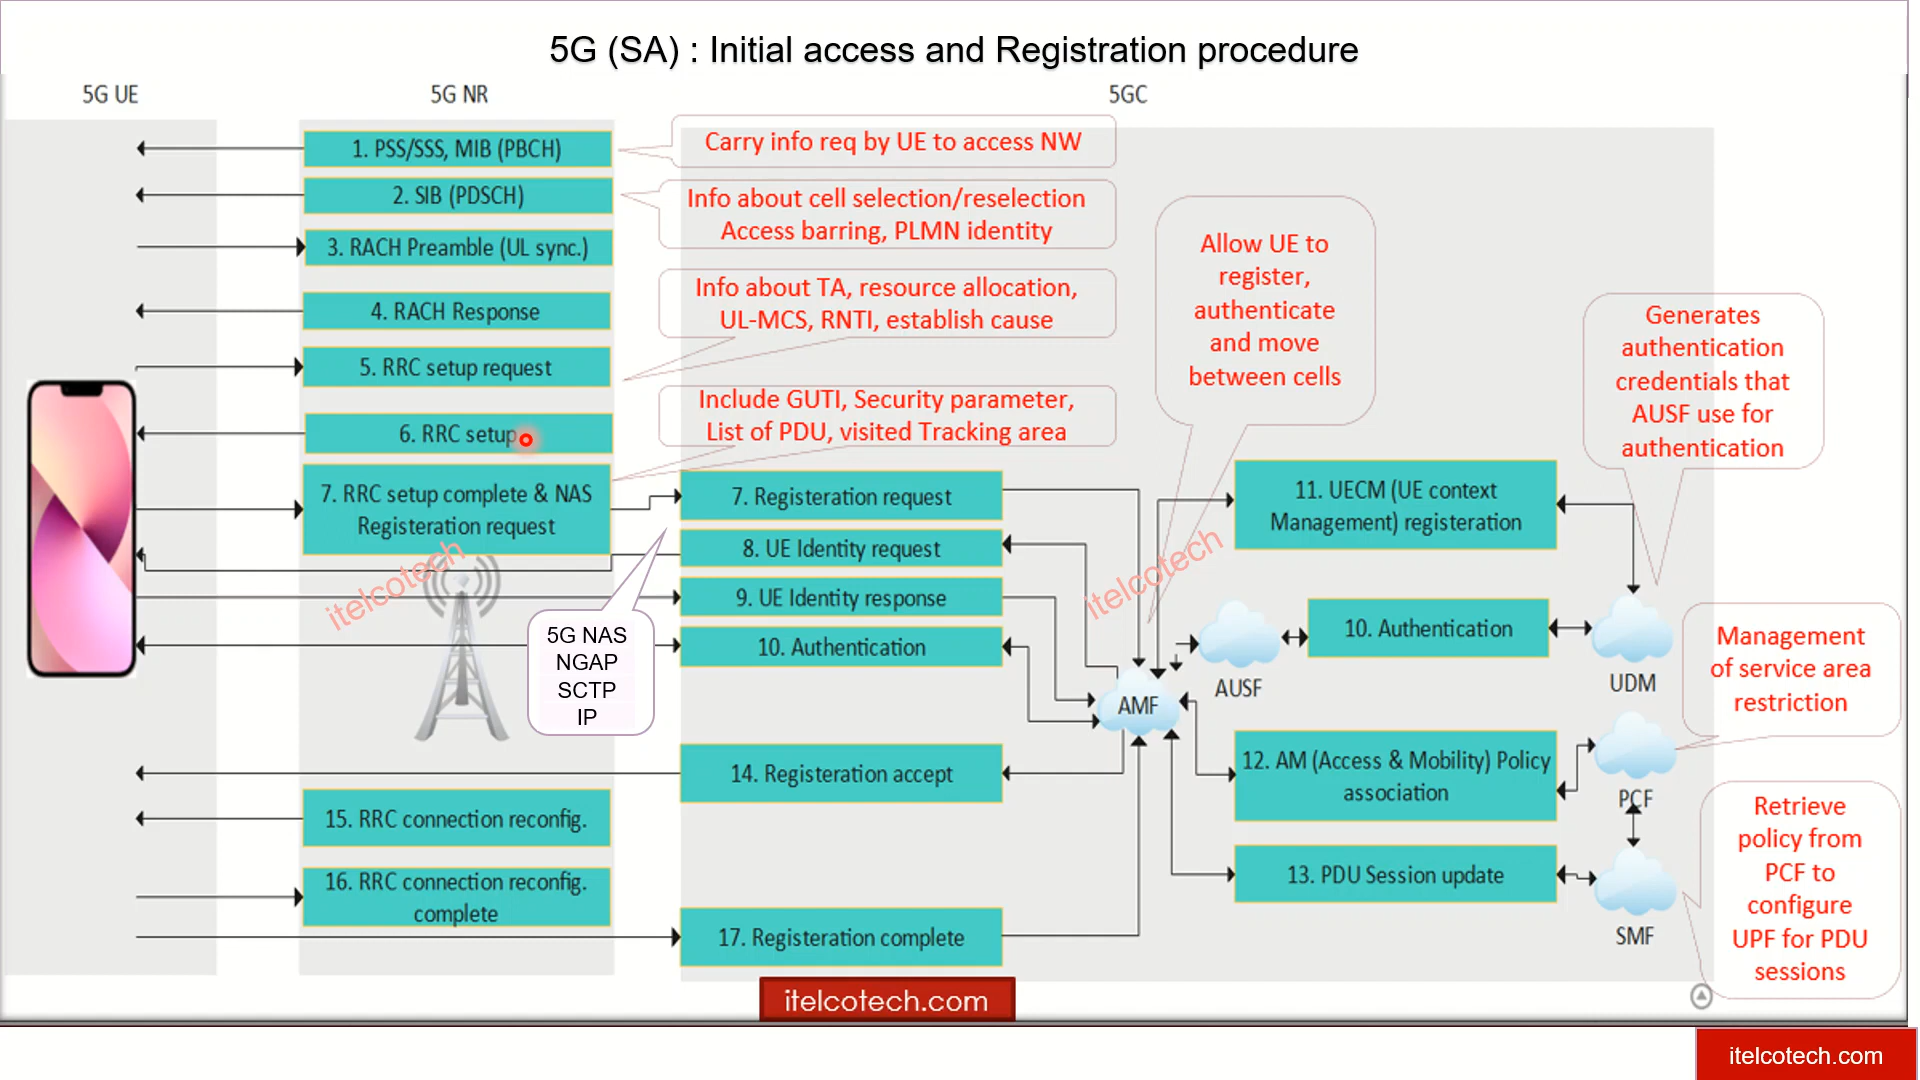 5G (SA) : Initial access and Registration procedure
5G UE
5G NR
5GC
1. PSS/SSS, MIB (PBCH)
Carry info req by UE to access NW
2. SIB (PDSCH)
Info about cell selection/reselection
Access barring, PLMN identity
3. RACH Preamble (UL sync.)
4. RACH Response
Info about TA, resource allocation,
UL-MCS, RNTI, establish cause
5. RRC setup request
6. RRC setup
Include GUTI, Security parameter,
List of PDU, visited Tracking area
7. RRC setup complete & NAS
Registeration request
7. Registeration request
8. UE Identity request
9. UE Identity response
10. Authentication
5G NAS
NGAP
SCTP
IP
itelcotech
itelcotech
Allow UE to
register,
authenticate
and move
between cells
Generates
authentication
credentials that
AUSF use for
authentication
11. UECM (UE context
Management) registeration
10. Authentication
AUSF
UDM
AMF
Management
of service area
restriction
12. AM (Access & Mobility) Policy
association
PCF
13. PDU Session update
SMF
Retrieve
policy from
PCF to
configure
UPF for PDU
sessions
14. Registeration accept
15. RRC connection reconfig.
16. RRC connection reconfig.
complete
17. Registeration complete
itelcotech.com
itelcotech.com